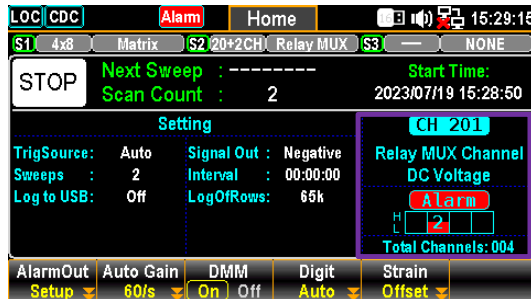 LOC CDC Alarm Home 15:29:15
S1 4x8 Matrix S2 20+2CH Relay MUX S3 — NONE
STOP
Next Sweep : --------
Scan Count : 2
Start Time:
2023/07/19 15:28:50
Setting
TrigSource: Auto Signal Out : Negative
Sweeps : 2 Interval : 00:00:00
Log to USB: Off LogOfRows: 65k
CH 201
Relay MUX Channel
DC Voltage
Alarm
H
L
2
Total Channels: 004
AlarmOut Auto Gain DMM Digit Strain
Setup 60/s On Off Auto Offset